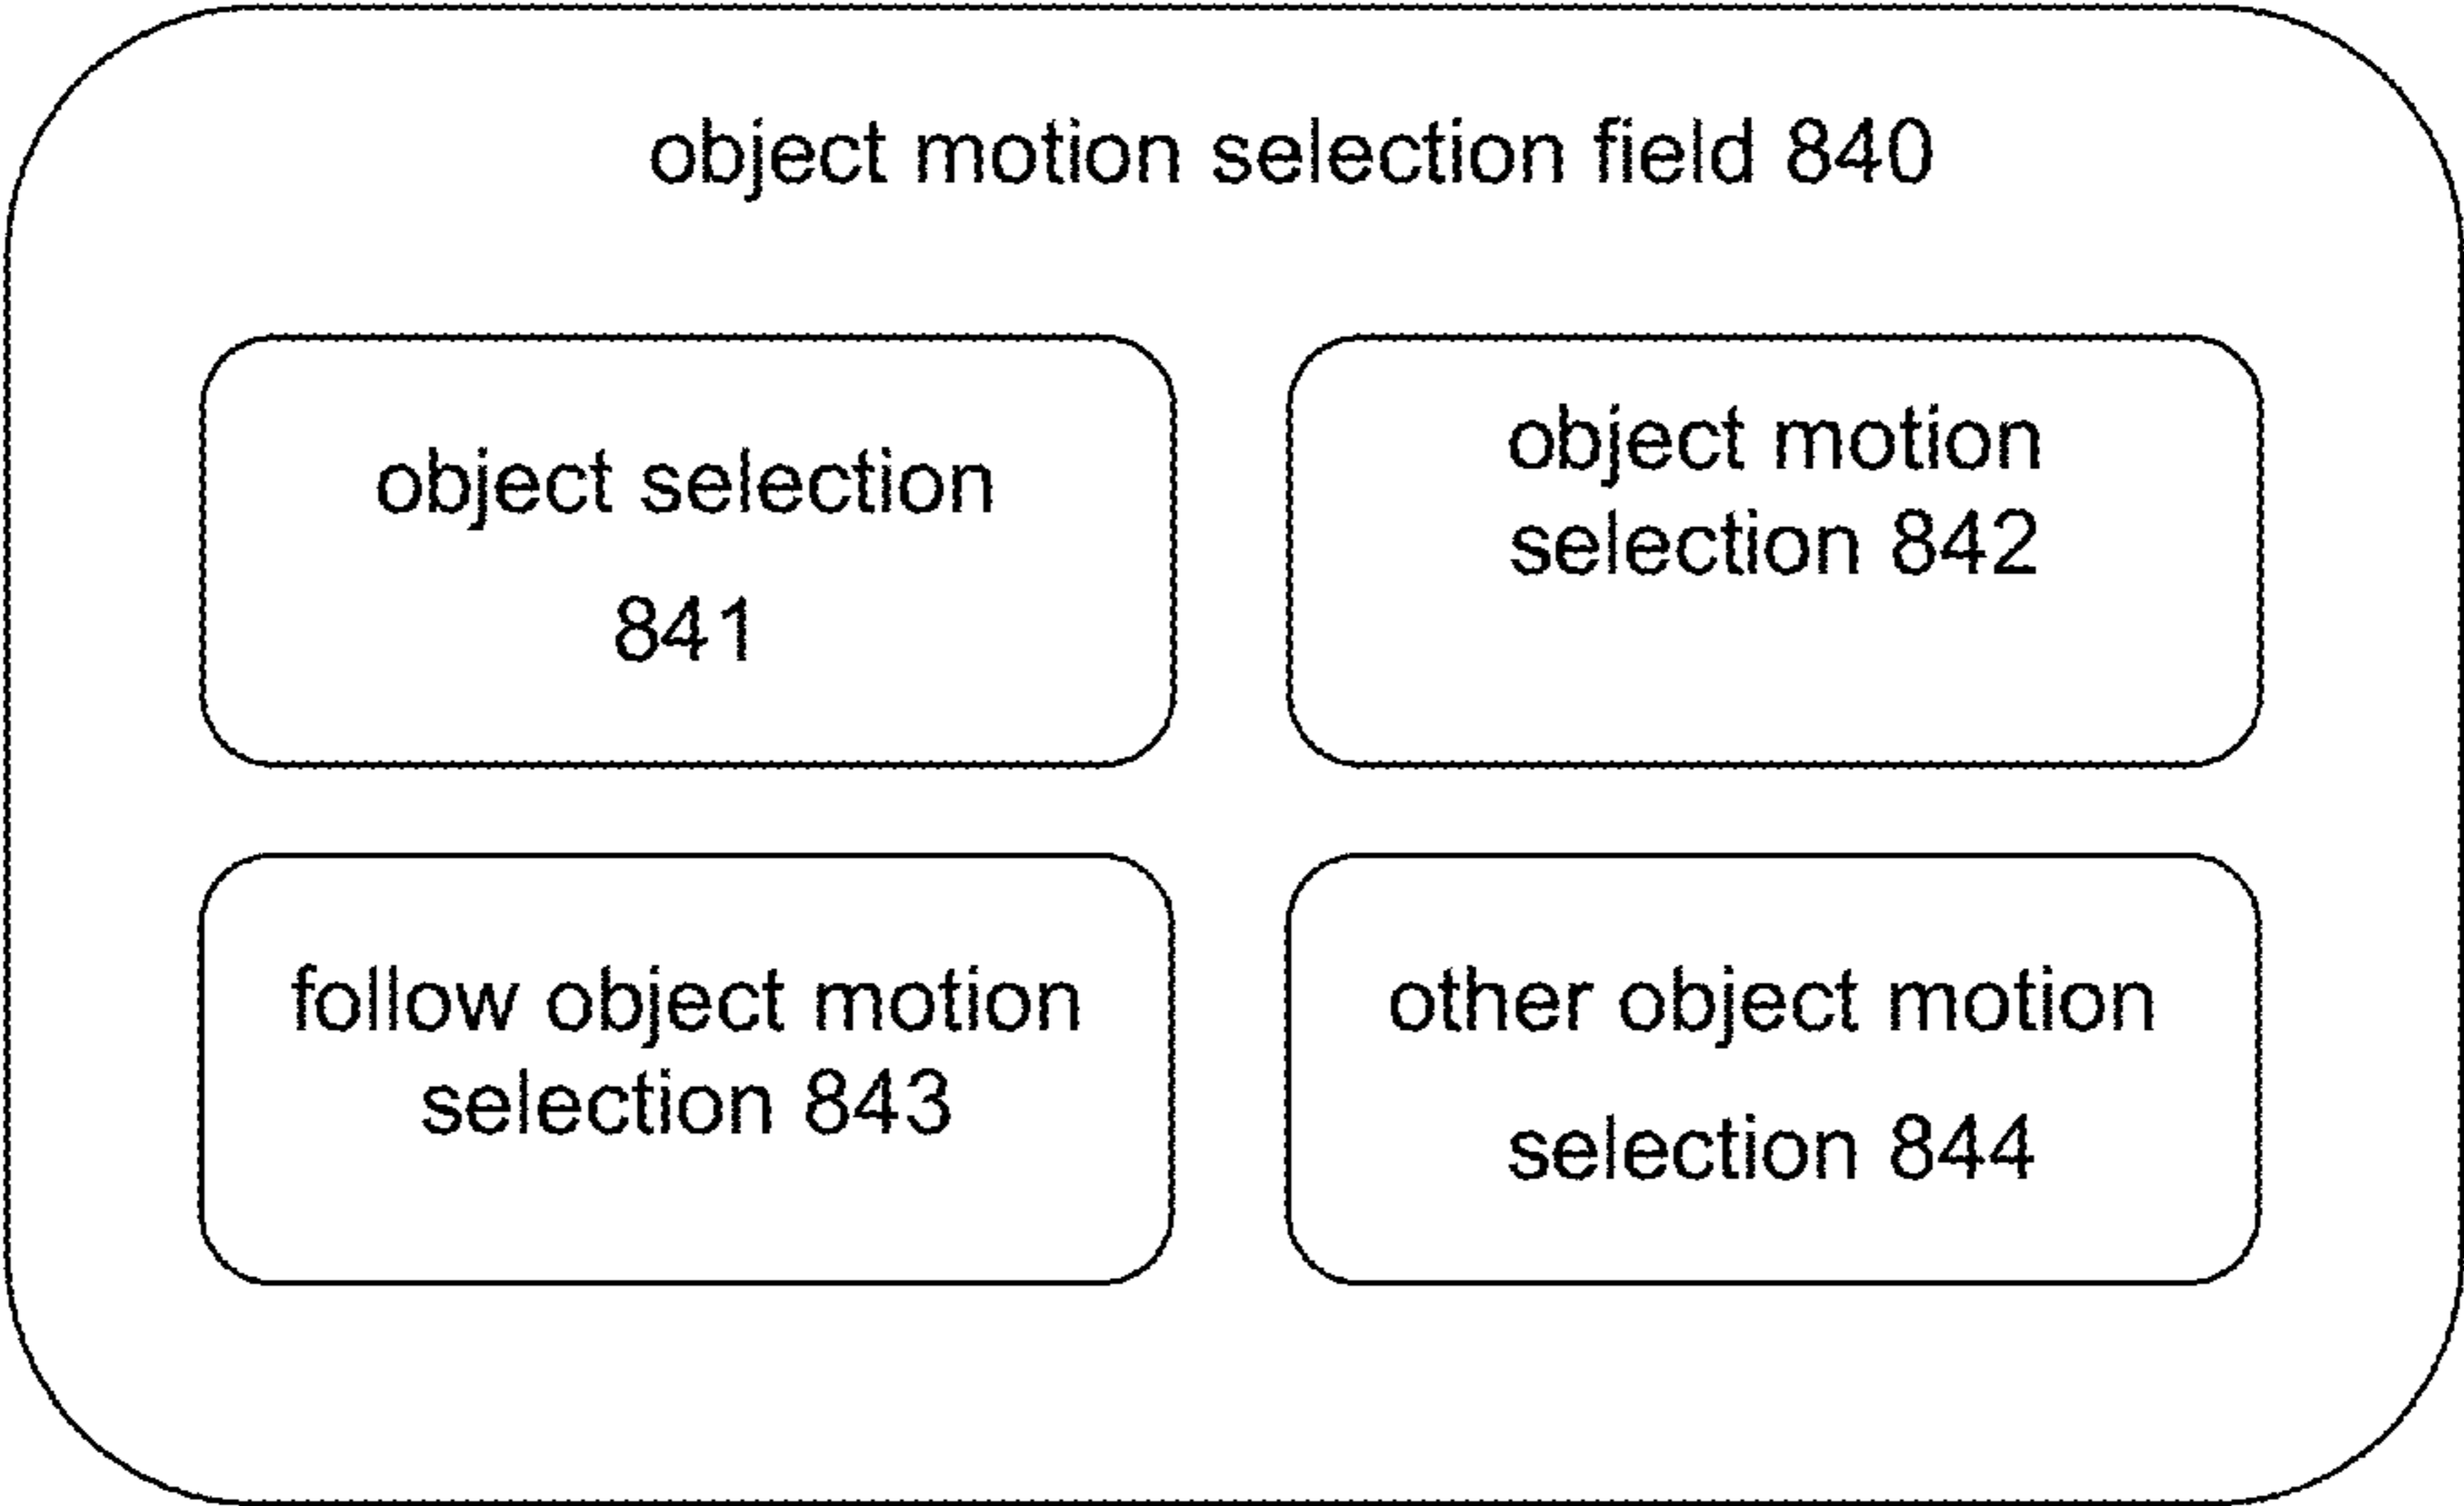 object motion selection field 840
object selection
841
object motion
selection 842
follow object motion
selection 843
other object motion
selection 844